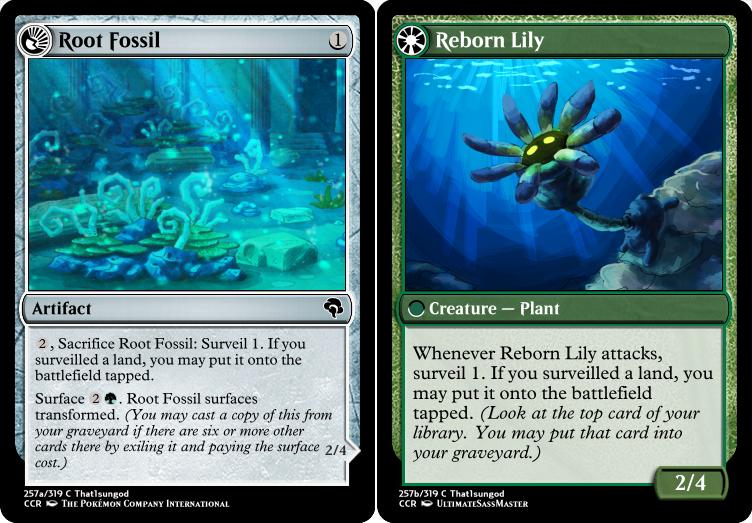 Root Fossil
1
Artifact
2, Sacrifice Root Fossil: Surveil 1. If you
surveilled a land, you may put it onto the
battlefield tapped.
Surface 2. Root Fossil surfaces
transformed. (You may cast a copy of this from
your graveyard if there are six or more other
cards there by exiling it and paying the surface
cost.)
2/4
257a/319 C That1sungod
CCR The Pokémon Company International
Reborn Lily
Creature — Plant
Whenever Reborn Lily attacks,
surveil 1. If you surveilled a land, you
may put it onto the battlefield
tapped. (Look at the top card of your
library. You may put that card into
your graveyard.)
2/4
257b/319 C That1sungod
CCR UltimateSassMaster